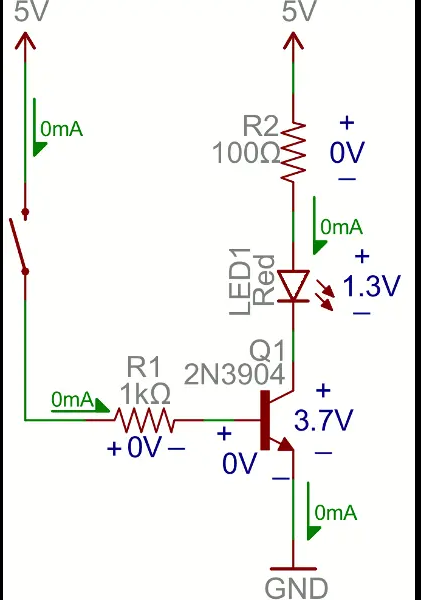 5V
5V
0mA
R2
100Ω
+
0V
–
0mA
LED1
Red
+
1.3V
–
Q1
2N3904
R1
1kΩ
0mA
+0V–
+
0V
–
+
3.7V
–
0mA
GND